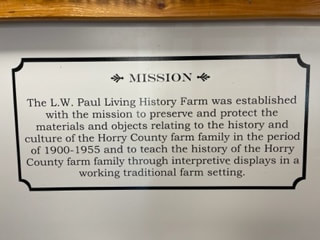 MISSION
The L.W. Paul Living History Farm was established
with the mission to preserve and protect the
materials and objects relating to the history and
culture of the Horry County farm family in the period
of 1900-1955 and to teach the history of the Horry
County farm family through interpretive displays in a
working traditional farm setting.